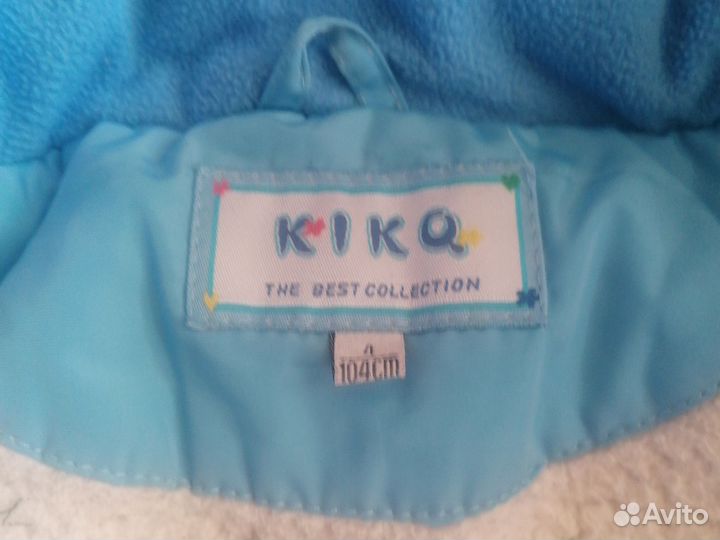 KIKO
THE BEST COLLECTION
4
104CM
Avito